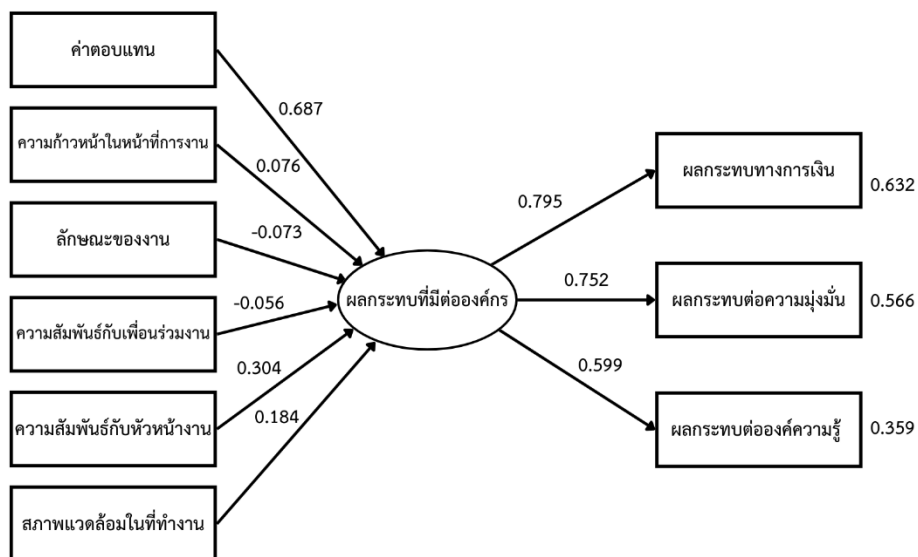 ค่าตอบแทน
0.687
ความก้าวหน้าในหน้าที่การงาน
0.076
ลักษณะของงาน
-0.073
ความสัมพันธ์กับเพื่อนร่วมงาน
-0.056
ความสัมพันธ์กับหัวหน้างาน
0.304
สภาพแวดล้อมในที่ทำงาน
0.184
ผลกระทบที่มีต่อองค์กร
0.795
ผลกระทบทางการเงิน
0.632
0.752
ผลกระทบต่อความมุ่งมั่น
0.566
0.599
ผลกระทบต่อองค์ความรู้
0.359